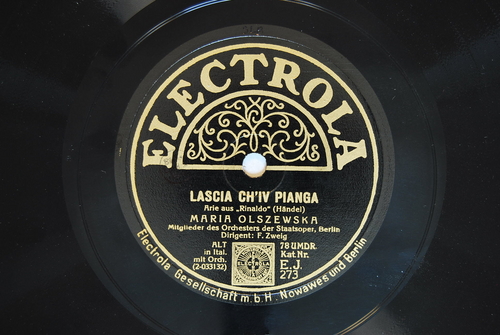 ELECTROLA
LASCIA CH'IV PIANGA
Arie aus „Rinaldo" (Händel)
MARIA OLSZEWSKA
Mitglieder des Orchesters der Staatsoper, Berlin
Dirigent: F. Zweig
ALT
in Ital.
mit Orch.
(2-033132)
ELECTROLA
78 UMDR.
Kat. Nr.
E. J.
273
Electrola Gesellschaft m.b.H. Nowawes und Berlin